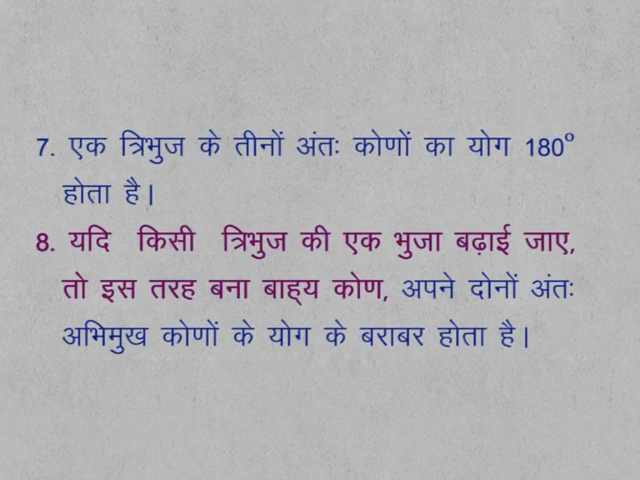 7. एक त्रिभुज के तीनों अंतः कोणों का योग 180°
होता है।
8. यदि किसी त्रिभुज की एक भुजा बढ़ाई जाए,
तो इस तरह बना बाह्य कोण, अपने दोनों अंतः
अभिमुख कोणों के योग के बराबर होता है।